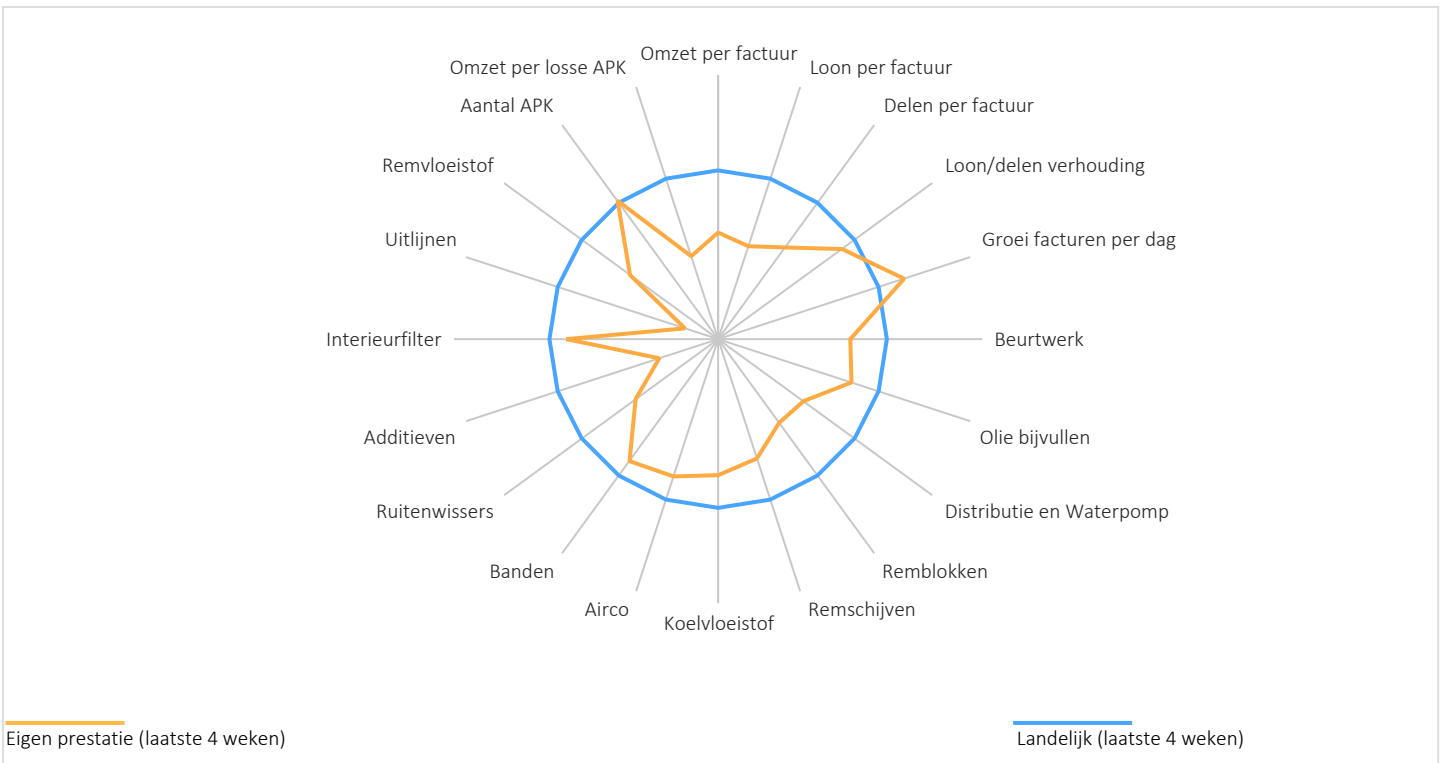 Omzet per factuur
Loon per factuur
Delen per factuur
Loon/delen verhouding
Groei facturen per dag
Beurtwerk
Olie bijvullen
Distributie en Waterpomp
Remblokken
Remschijven
Koelvloeistof
Airco
Banden
Ruitenwissers
Additieven
Interieurfilter
Uitlijnen
Remvloeistof
Aantal APK
Omzet per losse APK
Eigen prestatie (laatste 4 weken)
Landelijk (laatste 4 weken)